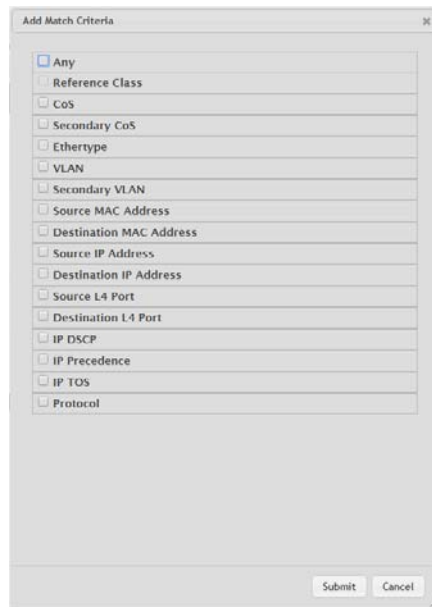 Add Match Criteria
Any
Reference Class
CoS
Secondary CoS
Ethertype
VLAN
Secondary VLAN
Source MAC Address
Destination MAC Address
Source IP Address
Destination IP Address
Source L4 Port
Destination L4 Port
IP DSCP
IP Precedence
IP TOS
Protocol
Submit Cancel